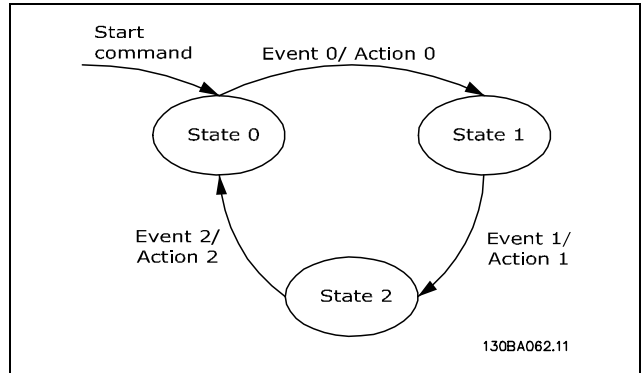 Start
command
Event 0/ Action 0
State 0
State 1
Event 2/
Action 2
Event 1/
Action 1
State 2
130BA062.11